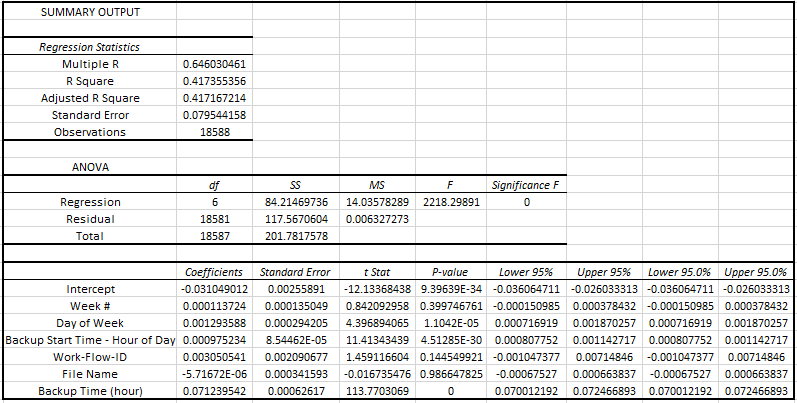 SUMMARY OUTPUT
Regression Statistics
Multiple R 0.646030461
R Square 0.417355356
Adjusted R Square 0.417167214
Standard Error 0.079544158
Observations 18588
ANOVA
df SS MS F Significance F
Regression 6 84.21469736 14.03578289 2218.29891 0
Residual 18581 117.5670604 0.006327273
Total 18587 201.7817578
Coefficients Standard Error t Stat P-value Lower 95% Upper 95% Lower 95.0% Upper 95.0%
Intercept -0.031049012 0.00255891 -12.13368438 9.39639E-34 -0.036064711 -0.026033313 -0.036064711 -0.026033313
Week # 0.000113724 0.000135049 0.842092958 0.399746761 -0.000150985 0.000378432 -0.000150985 0.000378432
Day of Week 0.001293588 0.000294205 4.396894065 1.1042E-05 0.000716919 0.001870257 0.000716919 0.001870257
Backup Start Time - Hour of Day 0.000975234 8.54462E-05 11.41343439 4.51285E-30 0.000807752 0.001142717 0.000807752 0.001142717
Work-Flow-ID 0.003050541 0.002090677 1.459116604 0.144549921 -0.001047377 0.00714846 -0.001047377 0.00714846
File Name -5.71672E-06 0.000341593 -0.016735476 0.986647825 -0.00067527 0.000663837 -0.00067527 0.000663837
Backup Time (hour) 0.071239542 0.00062617 113.7703069 0 0.070012192 0.072466893 0.070012192 0.072466893